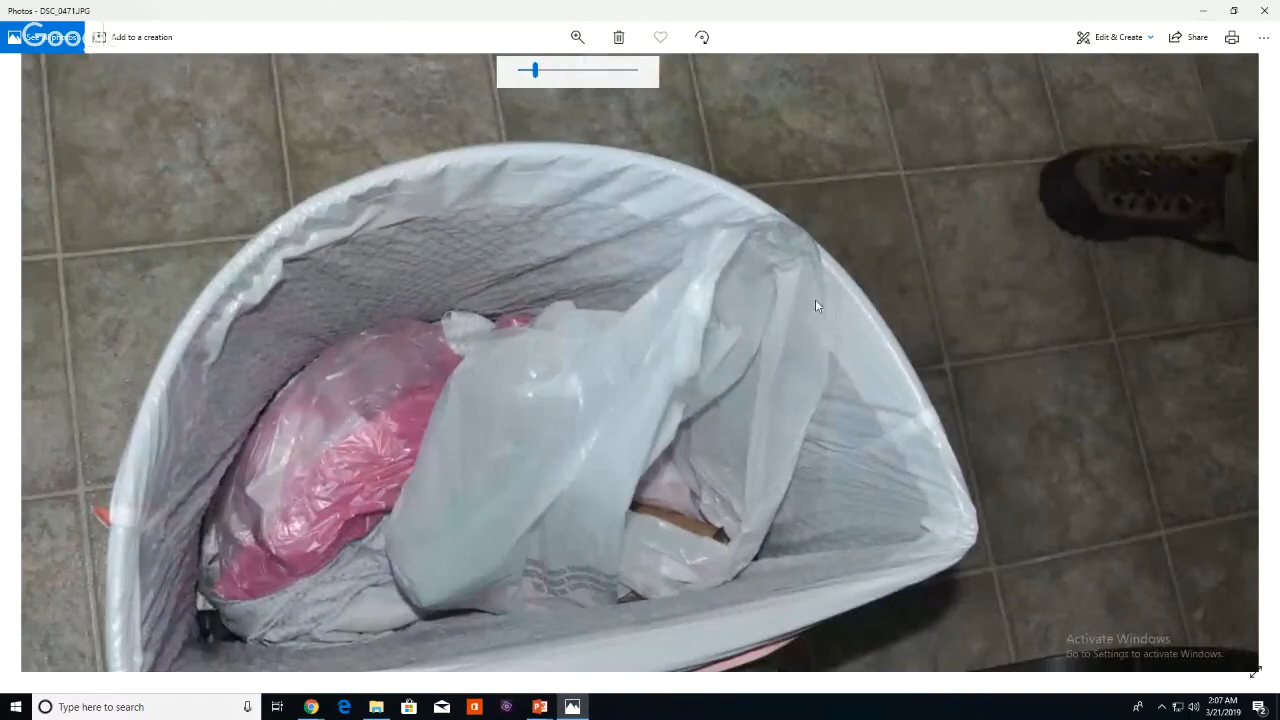 Photos - DSC_0471.JPG
Add to a creation
Edit & Create
Share
Activate Windows
Go to Settings to activate Windows.
Type here to search
2:07 AM
3/21/2019